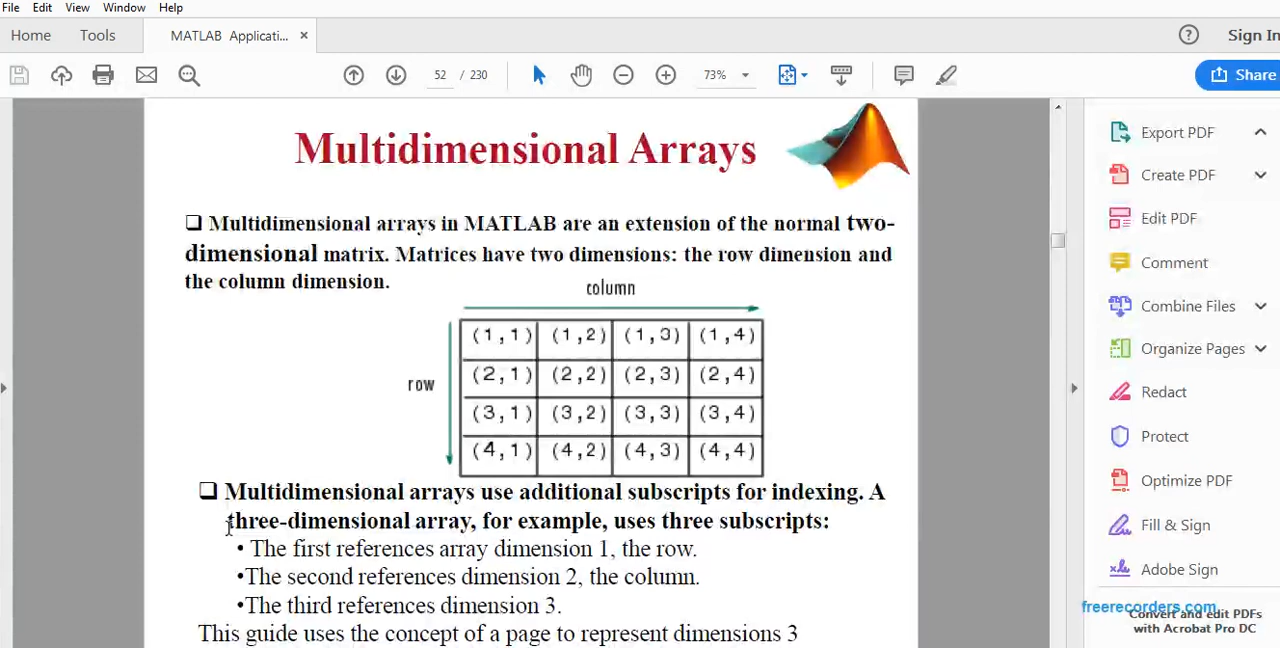 File Edit View Window Help
Home Tools MATLAB Applicati... × Sign In
52 / 230 73% Share
Multidimensional Arrays
❑ Multidimensional arrays in MATLAB are an extension of the normal two-
dimensional matrix. Matrices have two dimensions: the row dimension and
the column dimension.
column
row
(1,1) (1,2) (1,3) (1,4)
(2,1) (2,2) (2,3) (2,4)
(3,1) (3,2) (3,3) (3,4)
(4,1) (4,2) (4,3) (4,4)
❑ Multidimensional arrays use additional subscripts for indexing. A
three-dimensional array, for example, uses three subscripts:
• The first references array dimension 1, the row.
•The second references dimension 2, the column.
•The third references dimension 3.
This guide uses the concept of a page to represent dimensions 3
Export PDF
Create PDF
Edit PDF
Comment
Combine Files
Organize Pages
Redact
Protect
Optimize PDF
Fill & Sign
Adobe Sign
freerecorders.com
Convert and edit PDFs
with Acrobat Pro DC